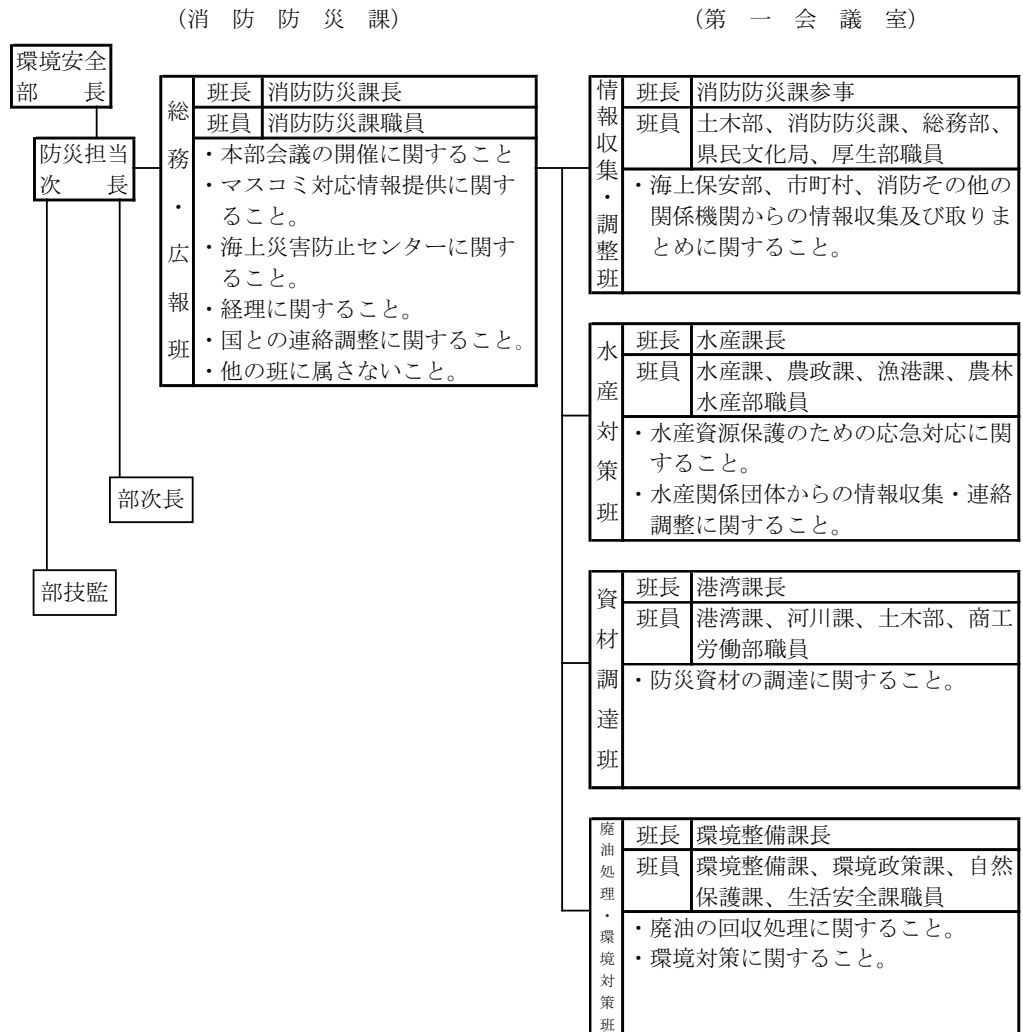 （消　防　防　災　課）
（第　一　会　議　室）
環境安全
部　　長
防災担当
次　　長
部次長
部技監
総務・広報班
班長　消防防災課長
班員　消防防災課職員
・本部会議の開催に関すること
・マスコミ対応情報提供に関す
ること。
・海上災害防止センターに関す
ること。
・経理に関すること。
・国との連絡調整に関すること。
・他の班に属さないこと。
情報収集・調整班
班長　消防防災課参事
班員　土木部、消防防災課、総務部、
県民文化局、厚生部職員
・海上保安部、市町村、消防その他の
関係機関からの情報収集及び取りま
とめに関すること。
水産対策班
班長　水産課長
班員　水産課、農政課、漁港課、農林
水産部職員
・水産資源保護のための応急対応に関
すること。
・水産関係団体からの情報収集・連絡
調整に関すること。
資材調達班
班長　港湾課長
班員　港湾課、河川課、土木部、商工
労働部職員
・防災資材の調達に関すること。
廃油処理・環境対策班
班長　環境整備課長
班員　環境整備課、環境政策課、自然
保護課、生活安全課職員
・廃油の回収処理に関すること。
・環境対策に関すること。